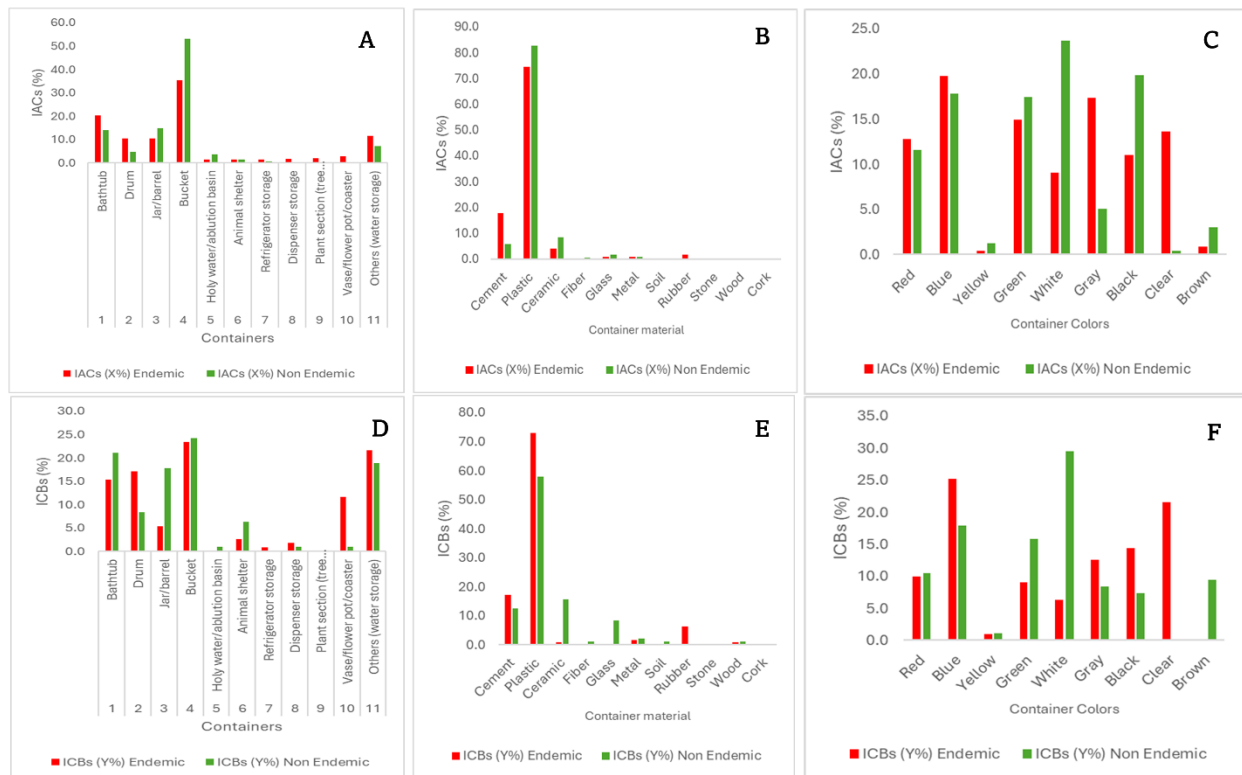 A
IACs (%)
60.0
50.0
40.0
30.0
20.0
10.0
0.0
Bathtub
Drum
Jar/barrel
Bucket
Holy water/ablution basin
Animal shelter
Refrigerator storage
Dispenser storage
Plant section (tree...
Vase/flower pot/coaster
Others (water storage)
1 2 3 4 5 6 7 8 9 10 11
Containers
IACs (X%) Endemic IACs (X%) Non Endemic
B
IACs (%)
90.0
80.0
70.0
60.0
50.0
40.0
30.0
20.0
10.0
0.0
Cement
Plastic
Ceramic
Fiber
Glass
Metal
Soil
Rubber
Stone
Wood
Cork
Container material
IACs (X%) Endemic IACs (X%) Non Endemic
C
IACs (%)
25.0
20.0
15.0
10.0
5.0
0.0
Red
Blue
Yellow
Green
White
Gray
Black
Clear
Brown
Container Colors
IACs (X%) Endemic IACs (X%) Non Endemic
D
ICBs (%)
30.0
25.0
20.0
15.0
10.0
5.0
0.0
Bathtub
Drum
Jar/barrel
Bucket
Holy water/ablution basin
Animal shelter
Refrigerator storage
Dispenser storage
Plant section (tree...
Vase/flower pot/coaster
Others (water storage)
1 2 3 4 5 6 7 8 9 10 11
Containers
ICBs (Y%) Endemic ICBs (Y%) Non Endemic
E
ICBs (%)
80.0
70.0
60.0
50.0
40.0
30.0
20.0
10.0
0.0
Cement
Plastic
Ceramic
Fiber
Glass
Metal
Soil
Rubber
Stone
Wood
Cork
Container material
ICBs (Y%) Endemic ICBs (Y%) Non Endemic
F
ICBs (%)
35.0
30.0
25.0
20.0
15.0
10.0
5.0
0.0
Red
Blue
Yellow
Green
White
Gray
Black
Clear
Brown
Container Colors
ICBs (Y%) Endemic ICBs (Y%) Non Endemic